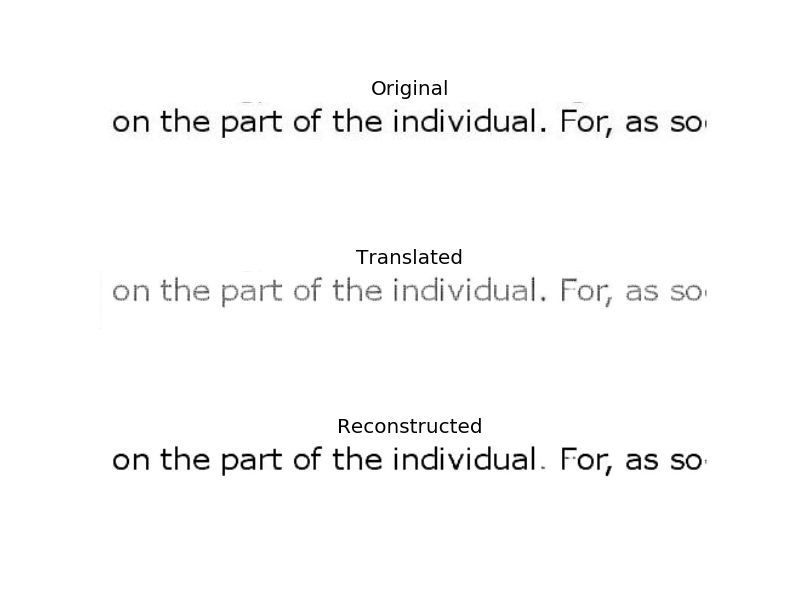 Original
on the part of the individual. For, as so
Translated
on the part of the individual. For, as so
Reconstructed
on the part of the individual. For, as so